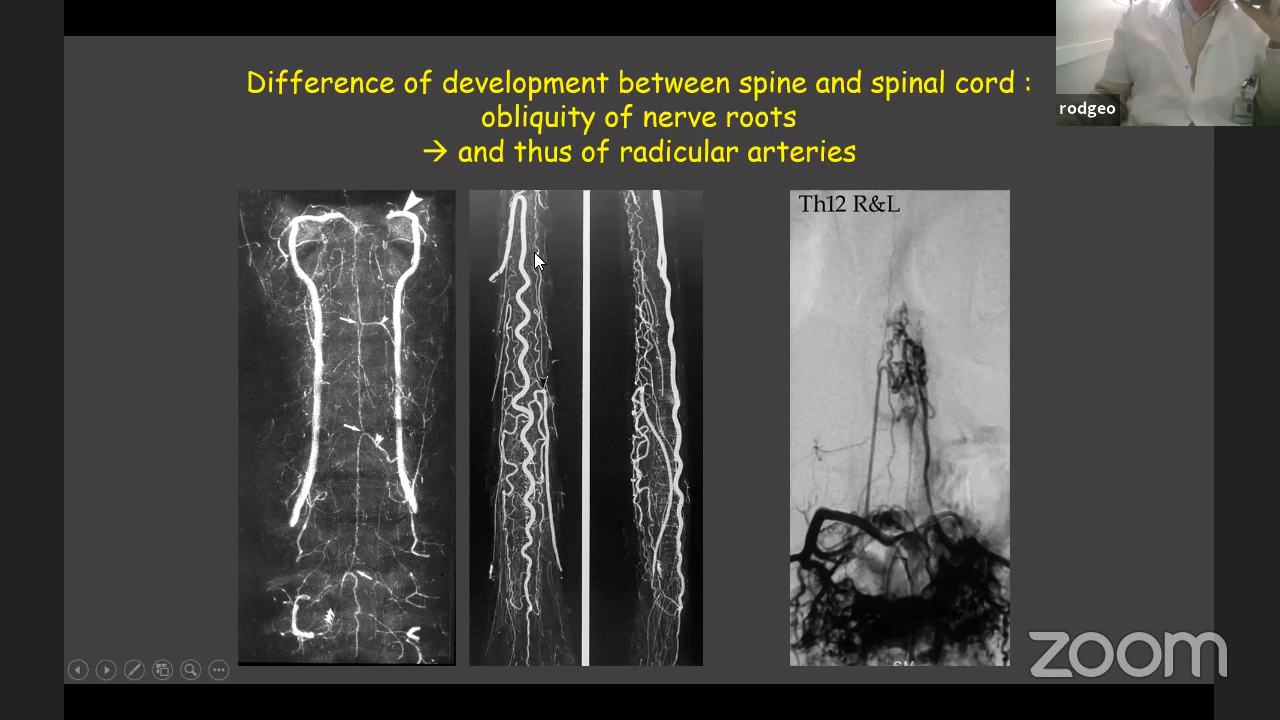 Difference of development between spine and spinal cord :
obliquity of nerve roots
→ and thus of radicular arteries
rodgeo
Th12 R&L
zoom